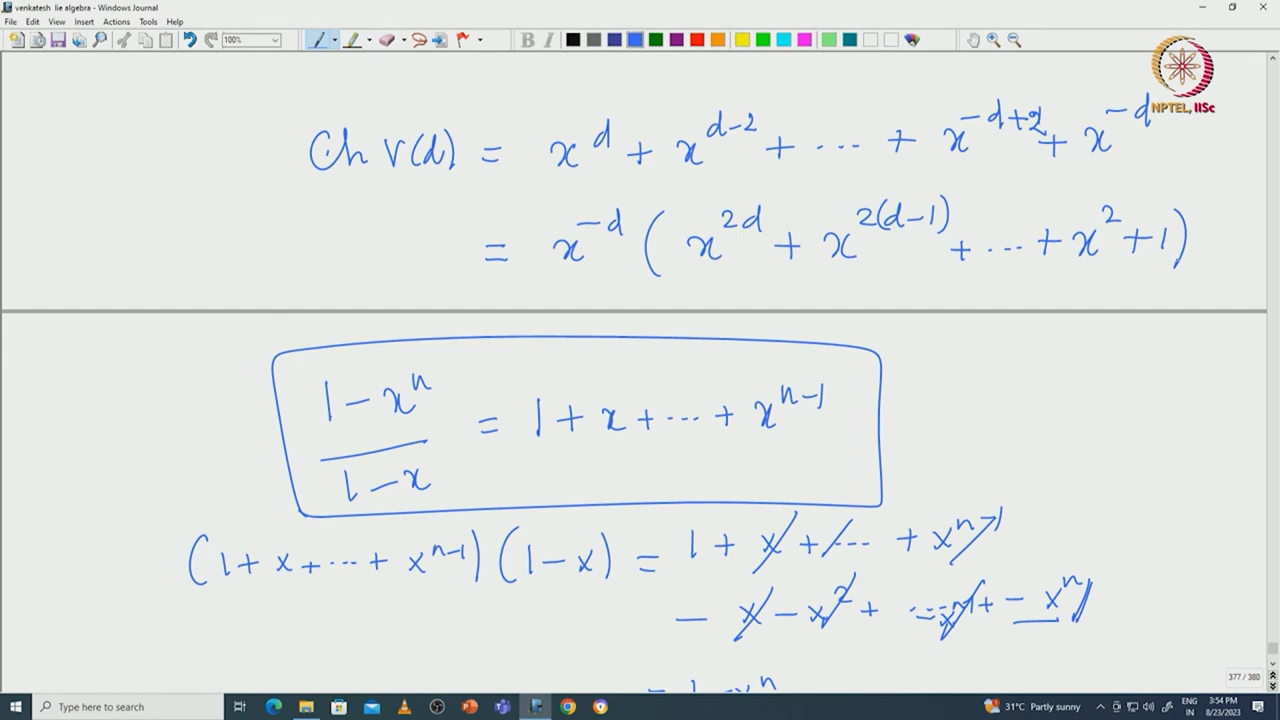 venkatesh lie algebra - Windows Journal
File Edit View Insert Actions Tools Help
100%
B I
NPTEL, IISc
Ch V(d) = x^d + x^{d-2} + ... + x^{-d+2} + x^{-d}
= x^{-d} ( x^{2d} + x^{2(d-1)} + ... + x^2 + 1 )
\frac{1 - x^n}{1 - x} = 1 + x + ... + x^{n-1}
(1 + x + ... + x^{n-1}) (1 - x) = 1 + x + ... + x^{n-1}
- x - x^2 + ... - x^n
377 / 380
Type here to search
31°C Partly sunny
ENG
IN
3:54 PM
8/23/2023